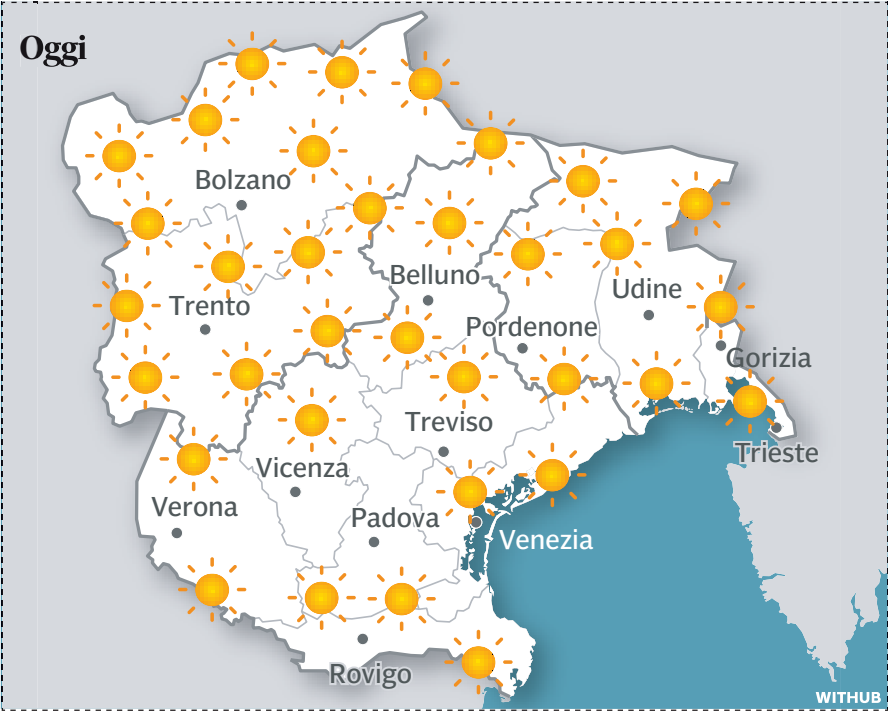 Oggi
Bolzano
Belluno
Trento
Udine
Pordenone
Gorizia
Treviso
Trieste
Vicenza
Verona
Padova
Venezia
Rovigo
WITHUB